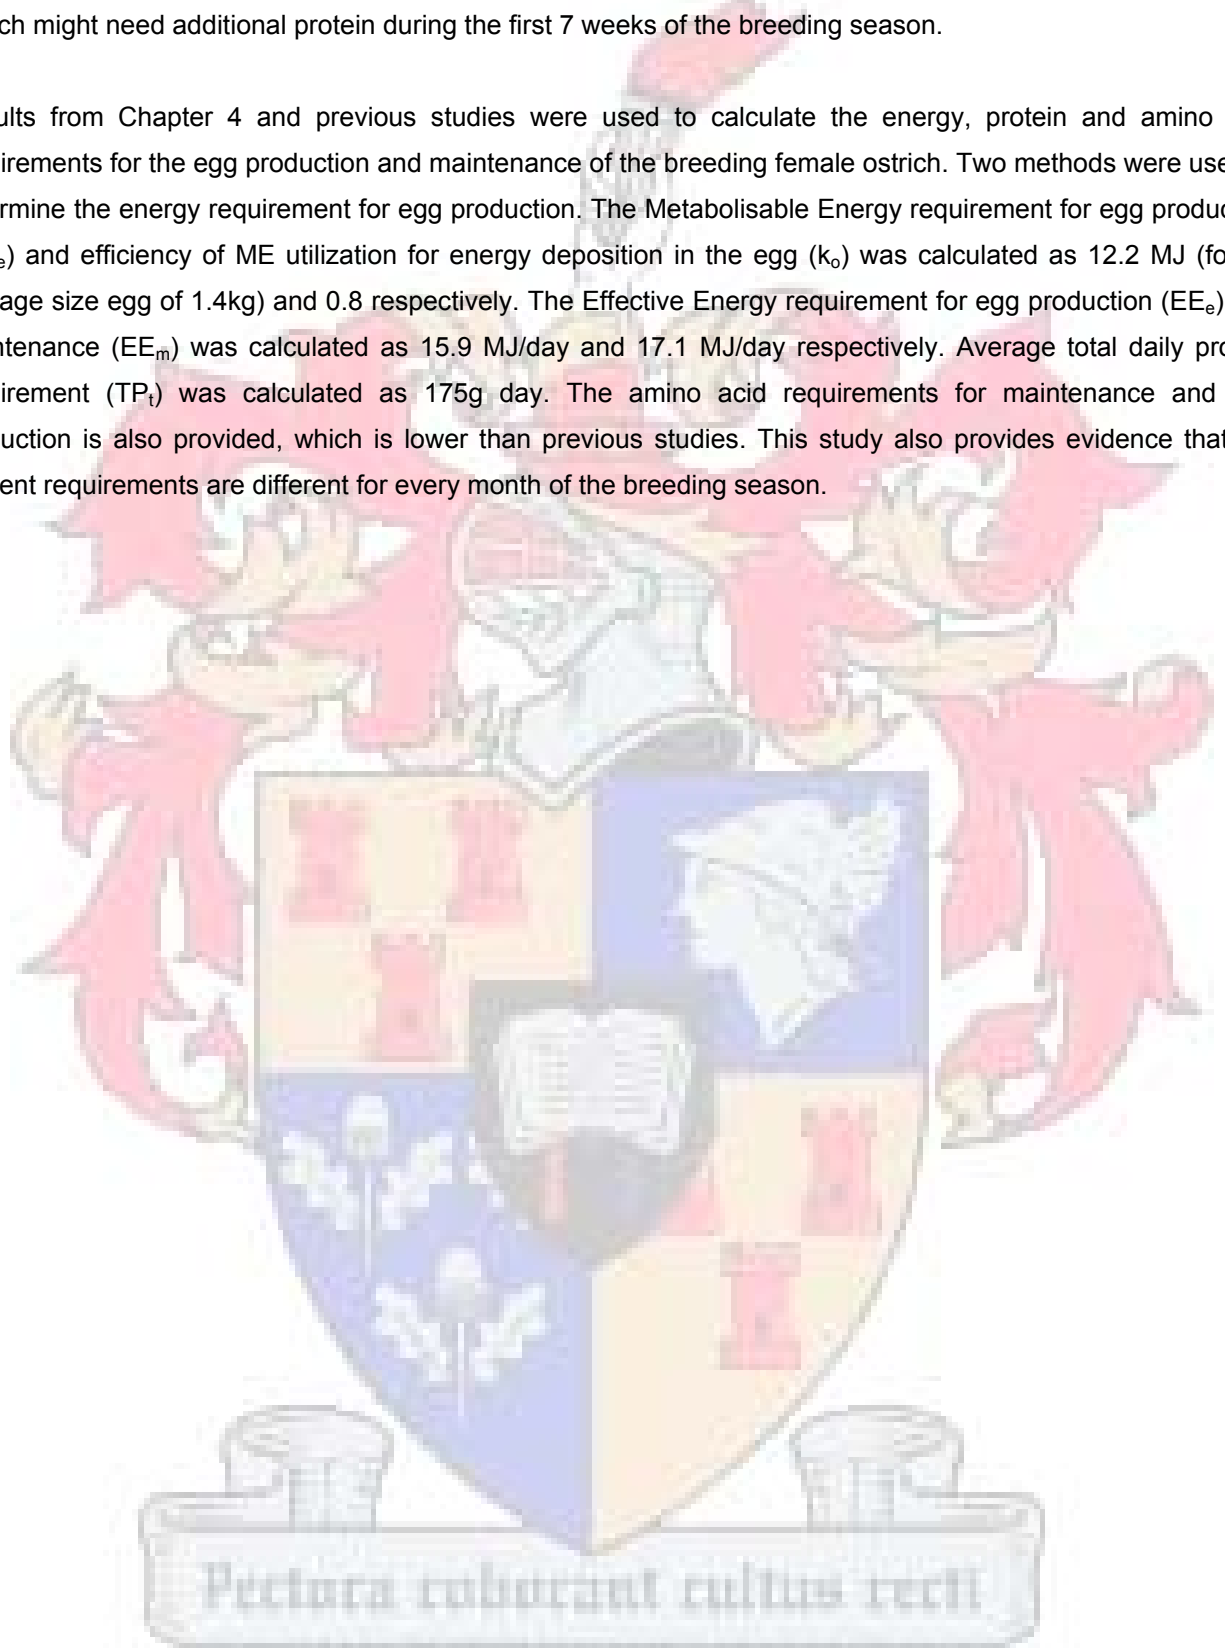 ch might need additional protein during the first 7 weeks of the breeding season.
ults from Chapter 4 and previous studies were used to calculate the energy, protein and amino
irements for the egg production and maintenance of the breeding female ostrich. Two methods were use
rmine the energy requirement for egg production. The Metabolisable Energy requirement for egg produc
e) and efficiency of ME utilization for energy deposition in the egg (ko) was calculated as 12.2 MJ (fo
age size egg of 1.4kg) and 0.8 respectively. The Effective Energy requirement for egg production (EEe)
ntenance (EEm) was calculated as 15.9 MJ/day and 17.1 MJ/day respectively. Average total daily pro
irement (TPt) was calculated as 175g day. The amino acid requirements for maintenance and
uction is also provided, which is lower than previous studies. This study also provides evidence that
ent requirements are different for every month of the breeding season.
Pectora roborant cultus recti